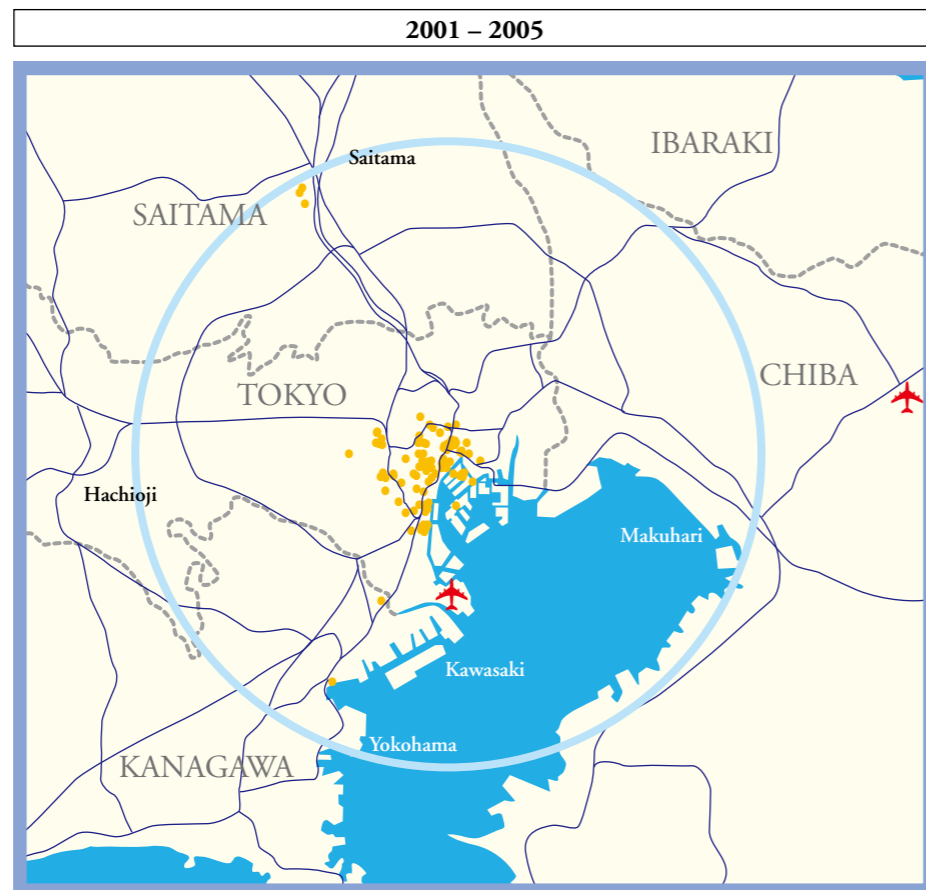 2001 – 2005
IBARAKI
Saitama
SAITAMA
CHIBA
TOKYO
Hachioji
Makuhari
Kawasaki
Yokohama
KANAGAWA